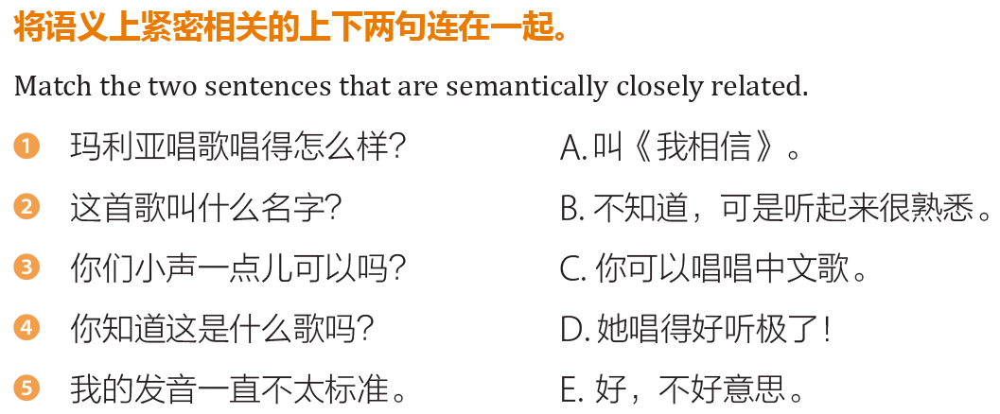 将语义上紧密相关的上下两句连在一起。
Match the two sentences that are semantically closely related.
1 玛利亚唱歌唱得怎么样? A.叫《我相信》。
2 这首歌叫什么名字? B. 不知道，可是听起来很熟悉。
3 你们小声一点儿可以吗? C. 你可以唱唱中文歌。
4 你知道这是什么歌吗? D.她唱得好听极了!
5 我的发音一直不太标准。 E. 好，不好意思。